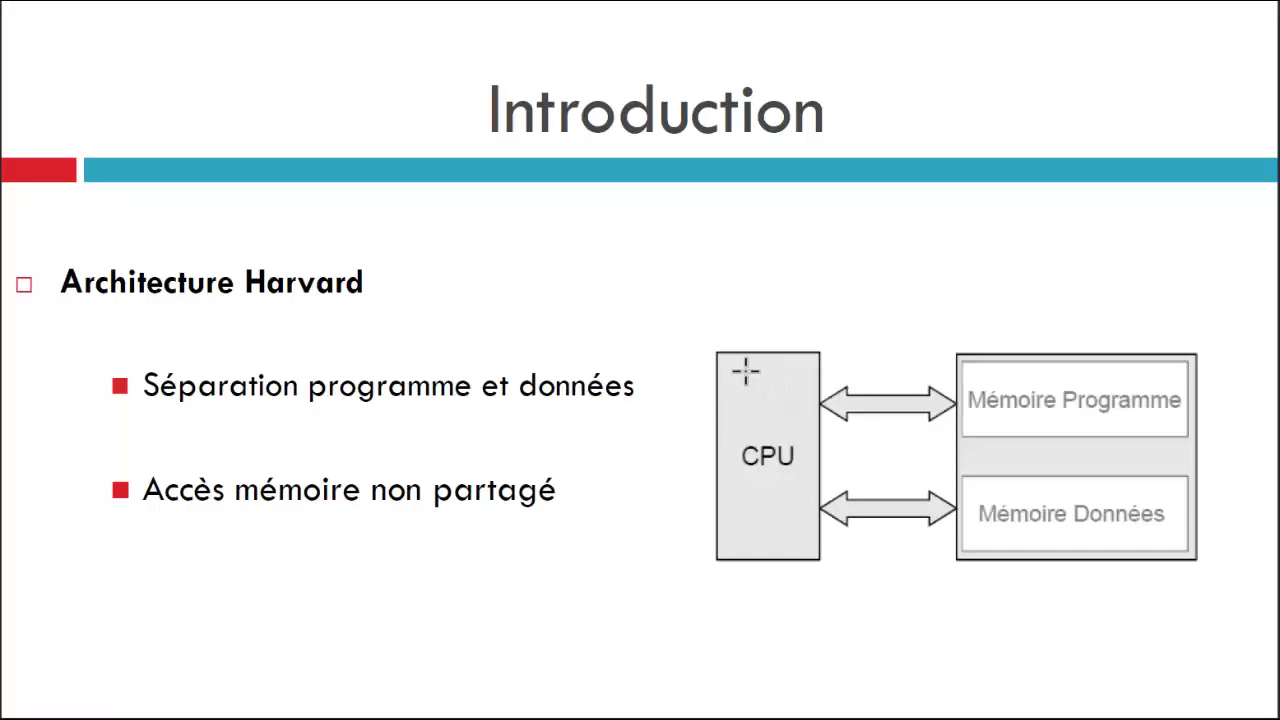 Introduction
Architecture Harvard
Séparation programme et données
Accès mémoire non partagé
CPU
Mémoire Programme
Mémoire Données